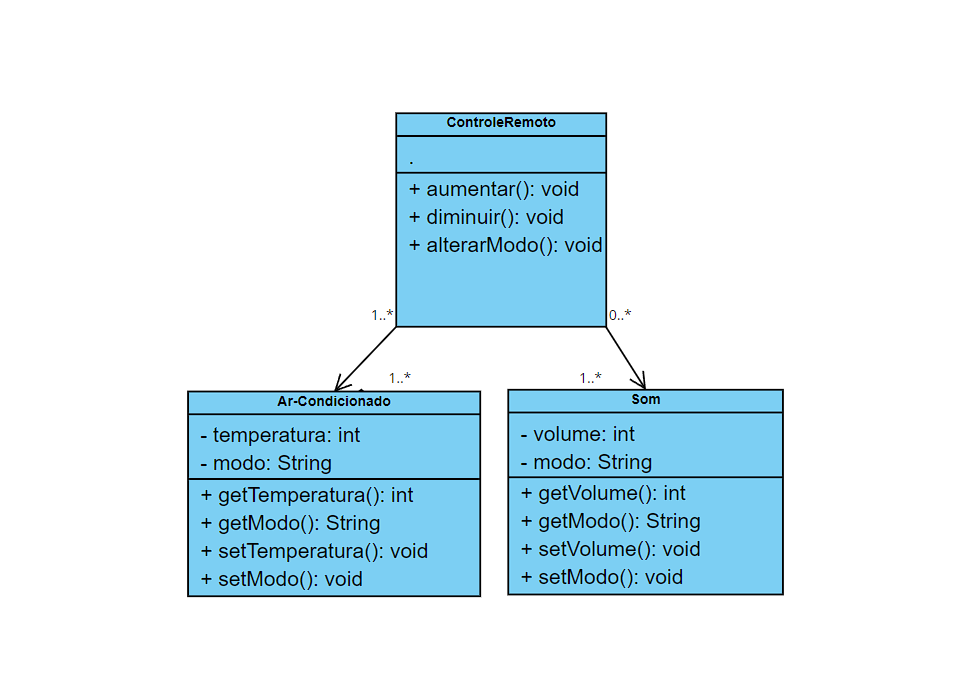 ControleRemoto
.
+ aumentar(): void
+ diminuir(): void
+ alterarModo(): void
1..*
0..*
1..*
1..*
Ar-Condicionado
- temperatura: int
- modo: String
+ getTemperatura(): int
+ getModo(): String
+ setTemperatura(): void
+ setModo(): void
Som
- volume: int
- modo: String
+ getVolume(): int
+ getModo(): String
+ setVolume(): void
+ setModo(): void